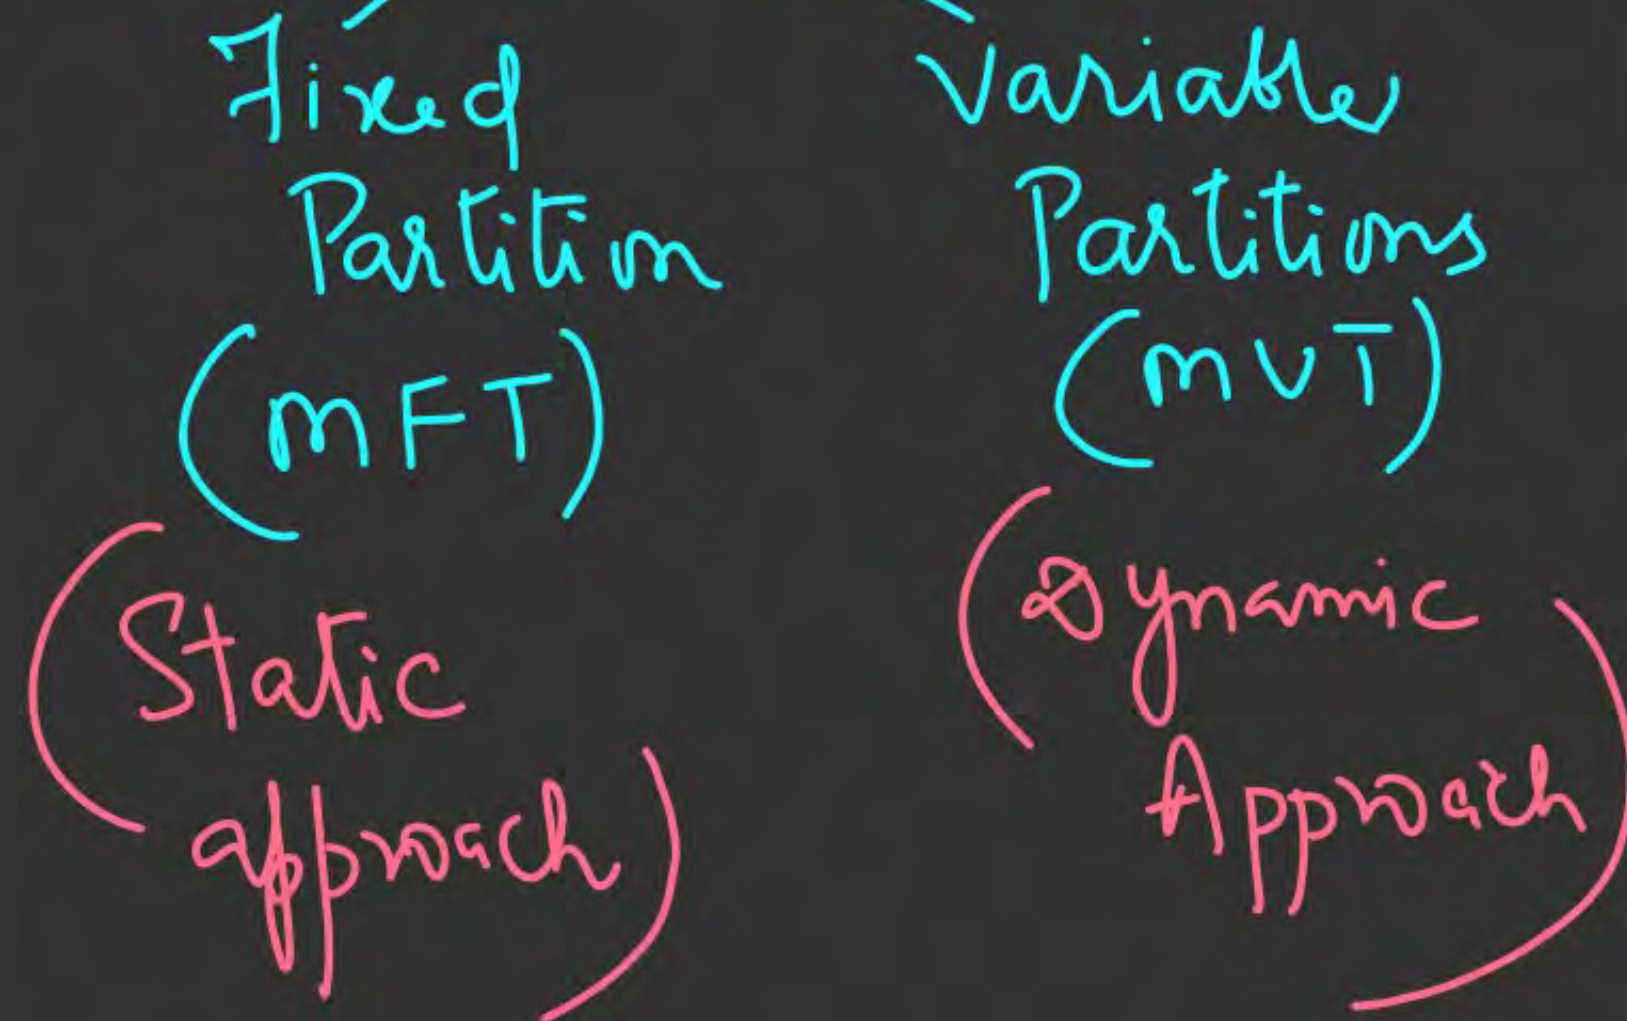 Fixed
Partition
(MFT)
(Static
approach)
Variable
Partitions
(MVT)
(Dynamic
Approach)